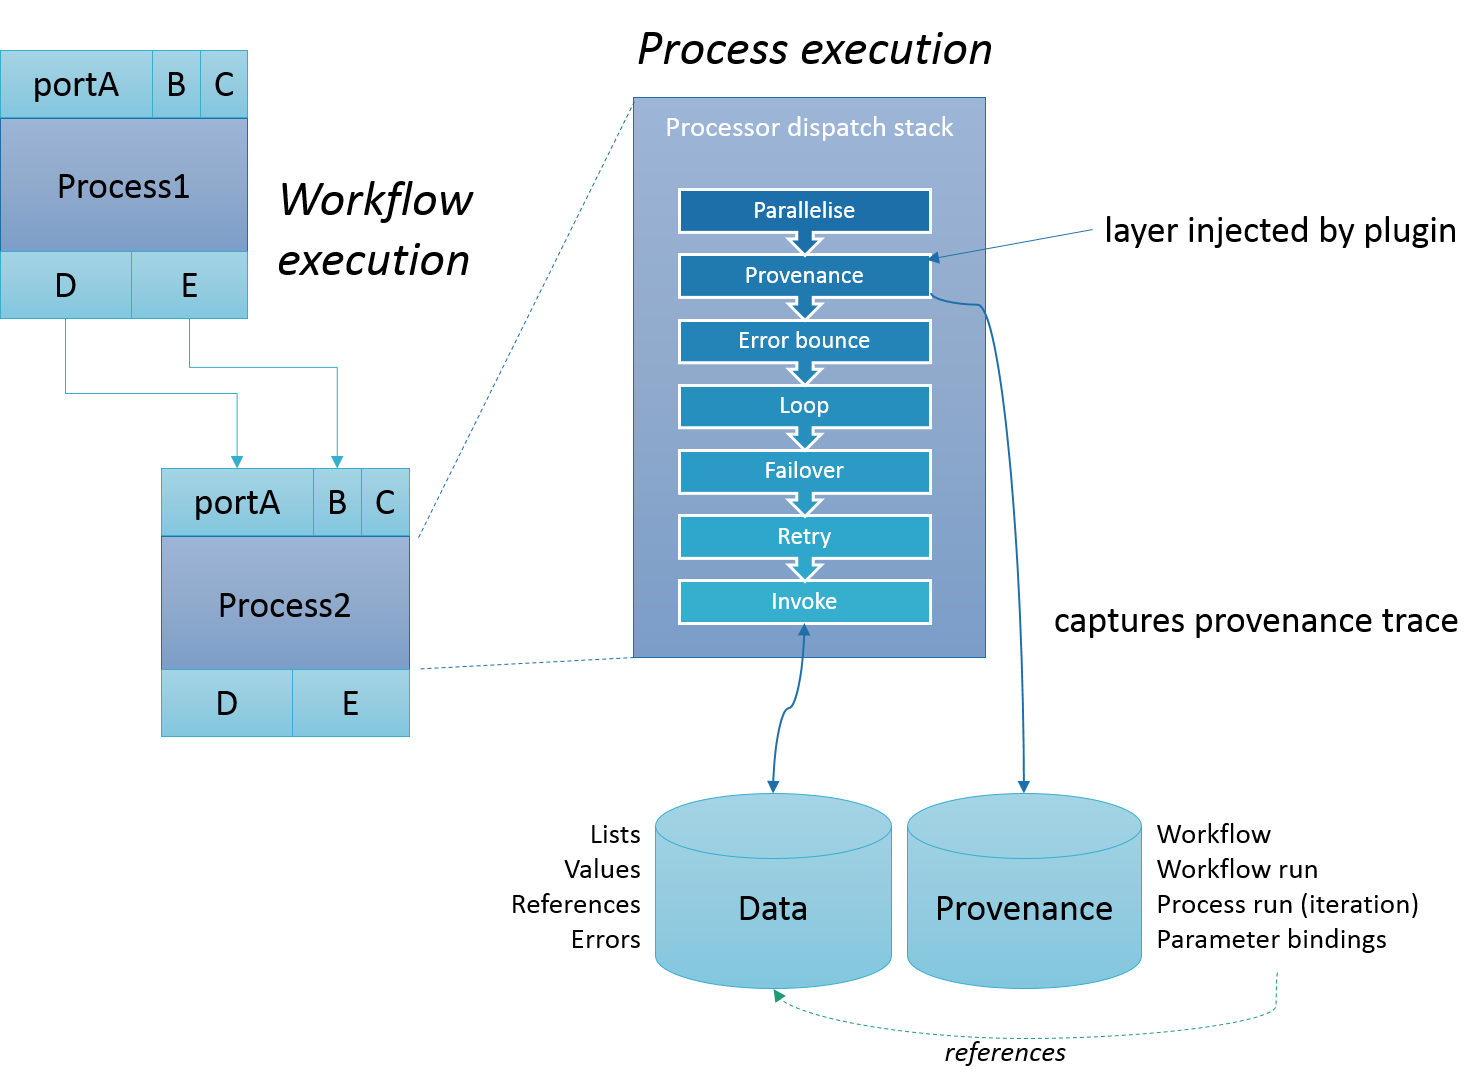 Process execution
portA B C
Process1
D E
Workflow
execution
portA B C
Process2
D E
Processor dispatch stack
Parallelise
Provenance
Error bounce
Loop
Failover
Retry
Invoke
layer injected by plugin
captures provenance trace
Lists
Values
References
Errors
Data
Provenance
Workflow
Workflow run
Process run (iteration)
Parameter bindings
references